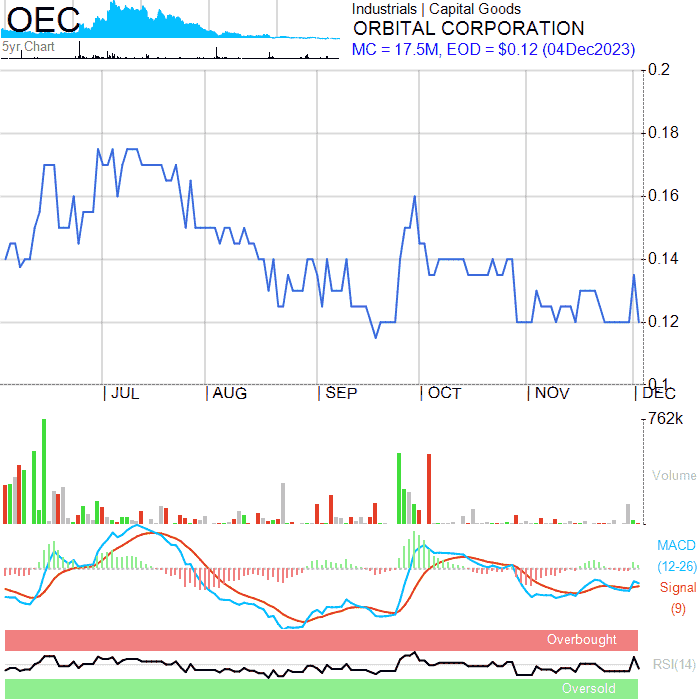 OEC
5yr Chart
Industrials | Capital Goods
ORBITAL CORPORATION
MC = 17.5M, EOD = $0.12 (04Dec2023)
0.2
0.18
0.16
0.14
0.12
0.1
JUL AUG SEP OCT NOV DEC
762k
Volume
MACD
(12-26)
Signal
(9)
Overbought
RSI(14)
Oversold